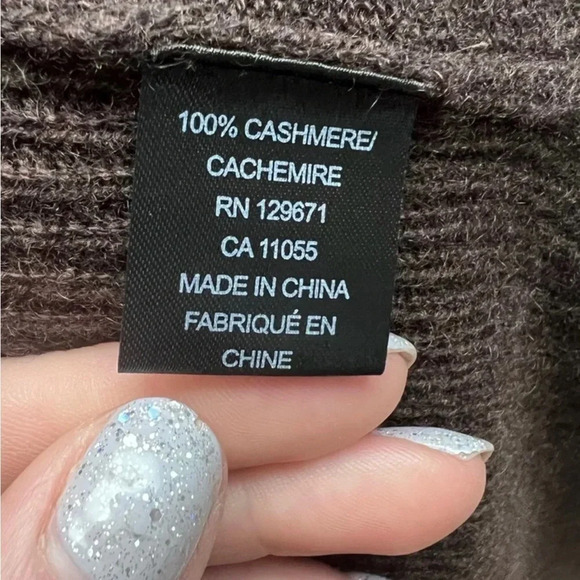 100% CASHMERE/
CACHEMIRE
RN 129671
CA 11055
MADE IN CHINA
FABRIQUÉ EN
CHINE